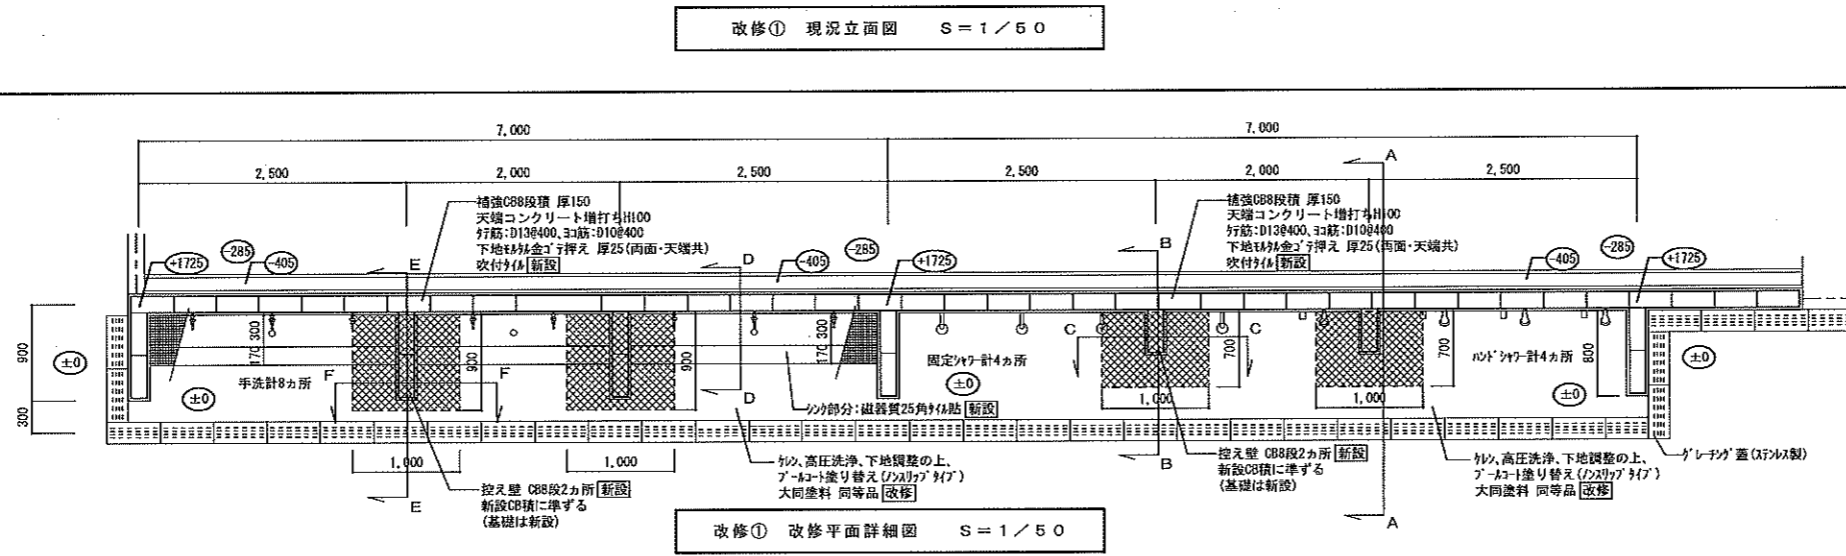 改修① 現況立面図 S=1/50
7,000
7,000
2,500
2,000
2,500
2,500
2,000
2,500
A
補強CB8段積 厚150
天端コンクリート増打ちH100
タテ筋:D13@400、ヨコ筋:D10@400
下地モルタル金ゴテ押え 厚25(両面・天端共)
吹付タイル 新設
補強CB8段積 厚150
天端コンクリート増打ちH100
タテ筋:D13@400、ヨコ筋:D10@400
下地モルタル金ゴテ押え 厚25(両面・天端共)
吹付タイル 新設
+1725
-285
-405
E
D
-405
-285
+1725
B
-405
-285
+1725
900
300
±0
170 300
手洗計8ヵ所
±0
F
900
F
900
D
170 300
固定シャワー計4ヵ所
±0
C
C
700
1,000
700
1,000
ハンドシャワー計4ヵ所
800
±0
±0
シンク部分:磁器質25角タイル貼 新設
1,000
1,000
E
B
A
控え壁 CB8段2ヵ所 新設
新設CB積に準ずる
(基礎は新設)
ケレン、高圧洗浄、下地調整の上、
プールコート塗り替え(ノンスリップタイプ)
大同塗料 同等品 改修
控え壁 CB8段2ヵ所 新設
新設CB積に準ずる
(基礎は新設)
ケレン、高圧洗浄、下地調整の上、
プールコート塗り替え(ノンスリップタイプ)
大同塗料 同等品 改修
グレーチング蓋(ステンレス製)
改修① 改修平面詳細図 S=1/50